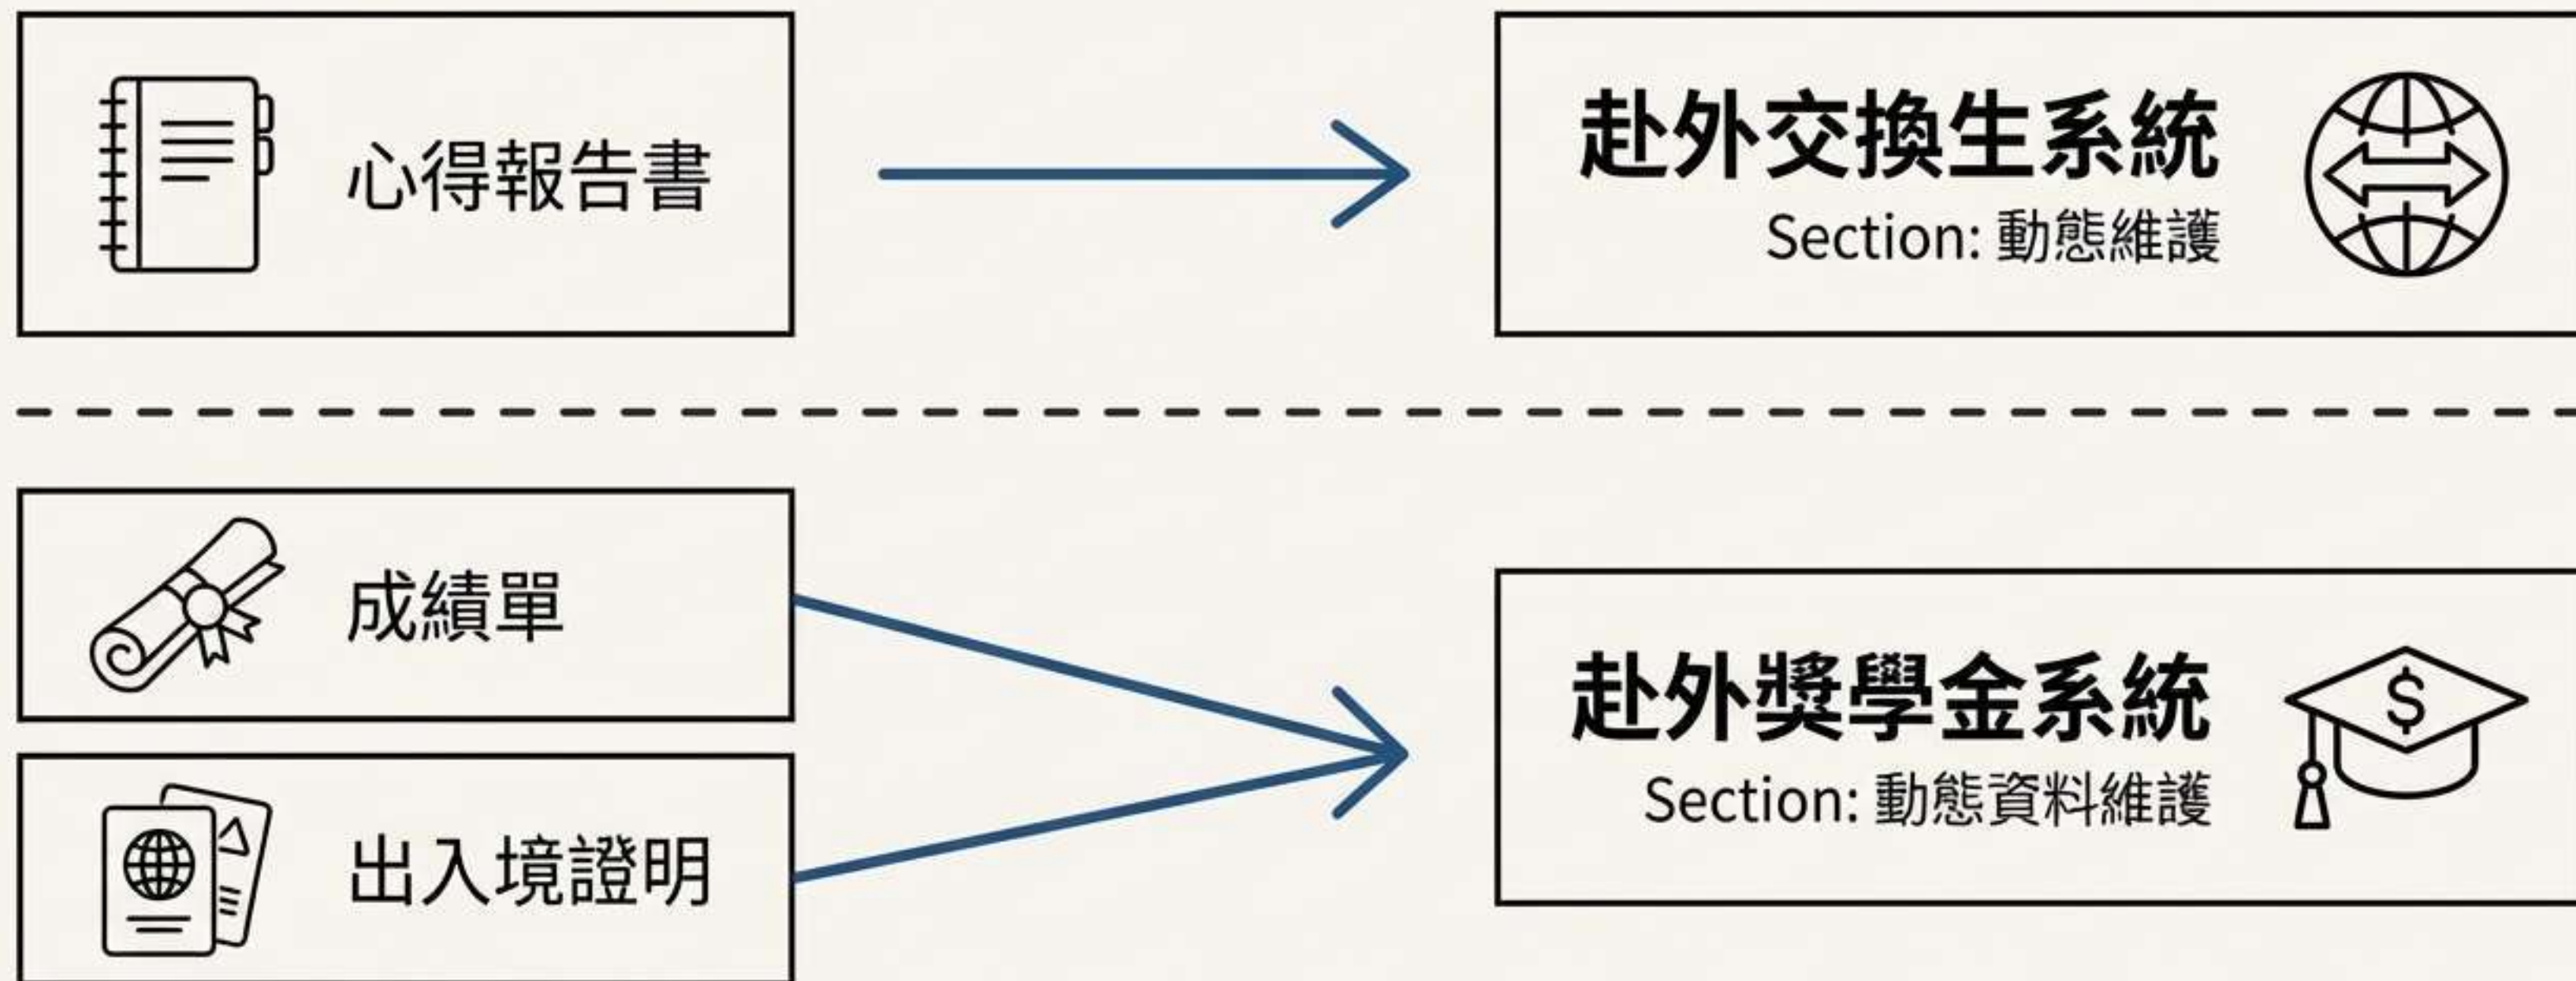 心得報告書
赴外交換生系統
Section: 動態維護
成績單
出入境證明
赴外獎學金系統
Section: 動態資料維護
$